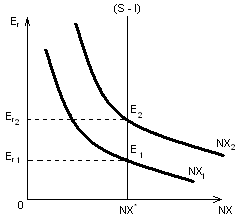 (S - I)
Er
E2
Er2
NX2
E1
Er1
NX1
0
NX*
NX